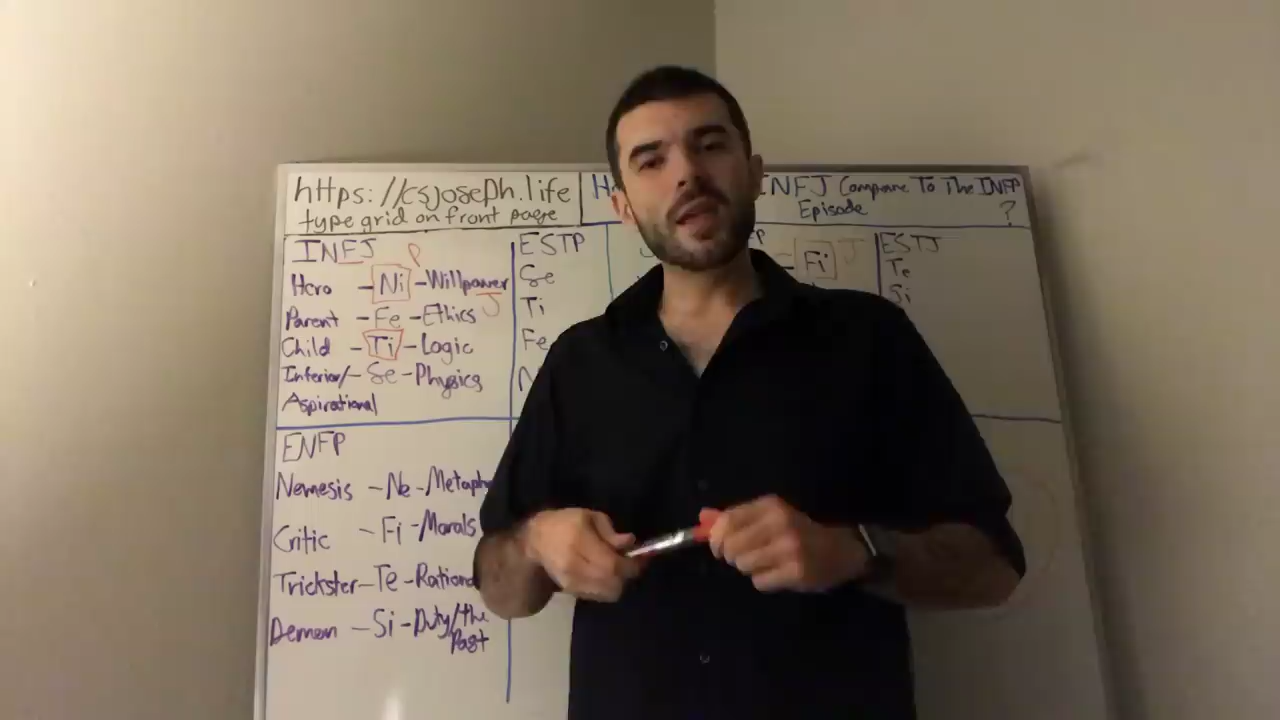 https://csjoseph.life
type grid on front page
INFJ Compare To The INFP
Episode ?
INFJ P
Hero - Ni - Willpower
J
Parent - Fe - Ethics
Child - Ti - Logic
Inferior/ - Se - Physics
Aspirational
ESTP
Se
Ti
Fe
Fi J
ESTJ
Te
Si
ENFP
Nemesis - Ne -
Critic - Fi - Morals
Trickster - Te -
Demon - Si - Duty/the
Past